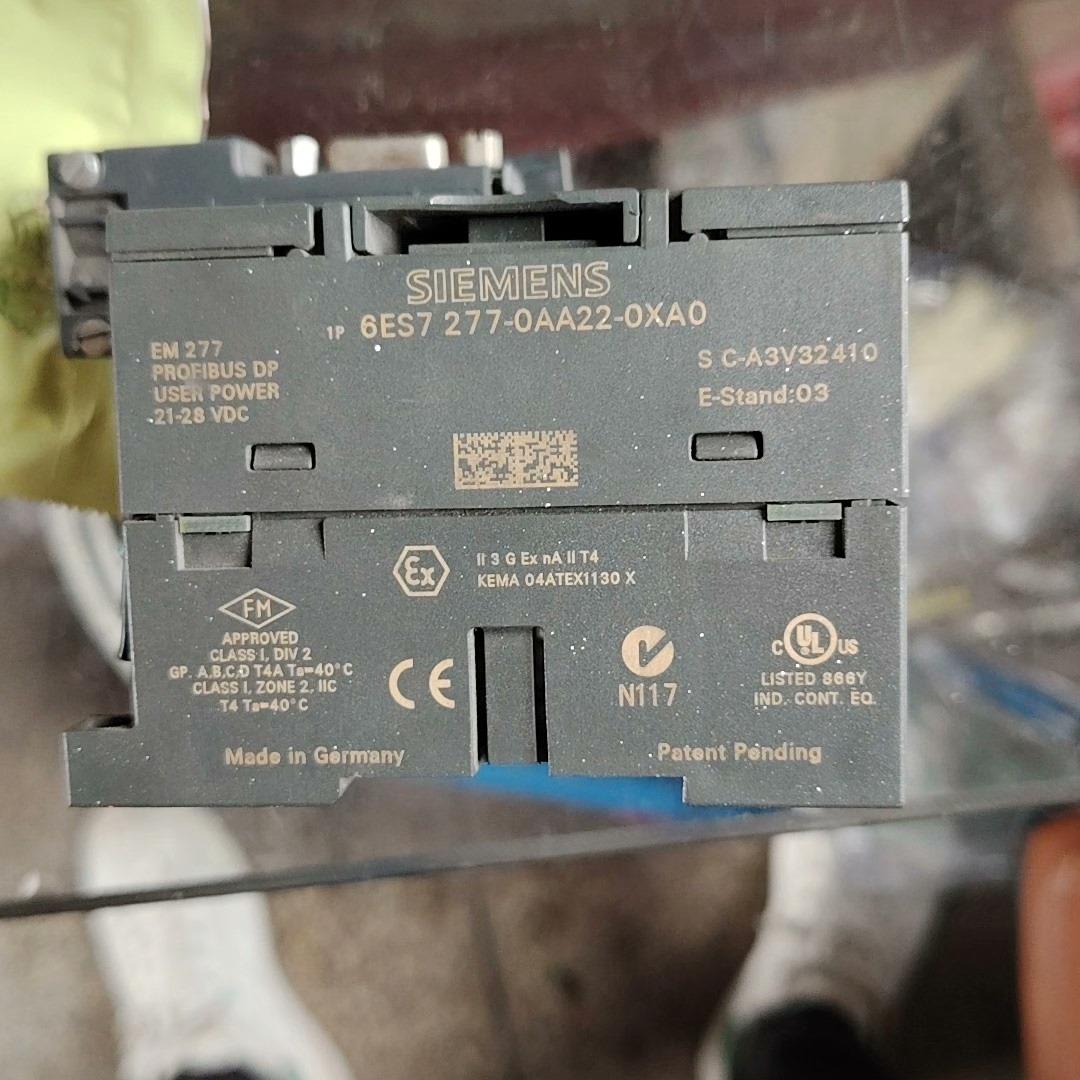 SIEMENS
1P 6ES7 277-0AA22-0XA0
EM 277
PROFIBUS DP
USER POWER
21-28 VDC
S C-A3V32410
E-Stand:03
Ex
II 3 G Ex nA II T4
KEMA 04ATEX1130 X
FM
APPROVED
CLASS I, DIV 2
GP. A,B,C,D T4A Ta=40°C
CLASS I, ZONE 2, IIC
T4 Ta=40°C
CE
N117
C UL US
LISTED 866Y
IND. CONT. EQ.
Made in Germany
Patent Pending